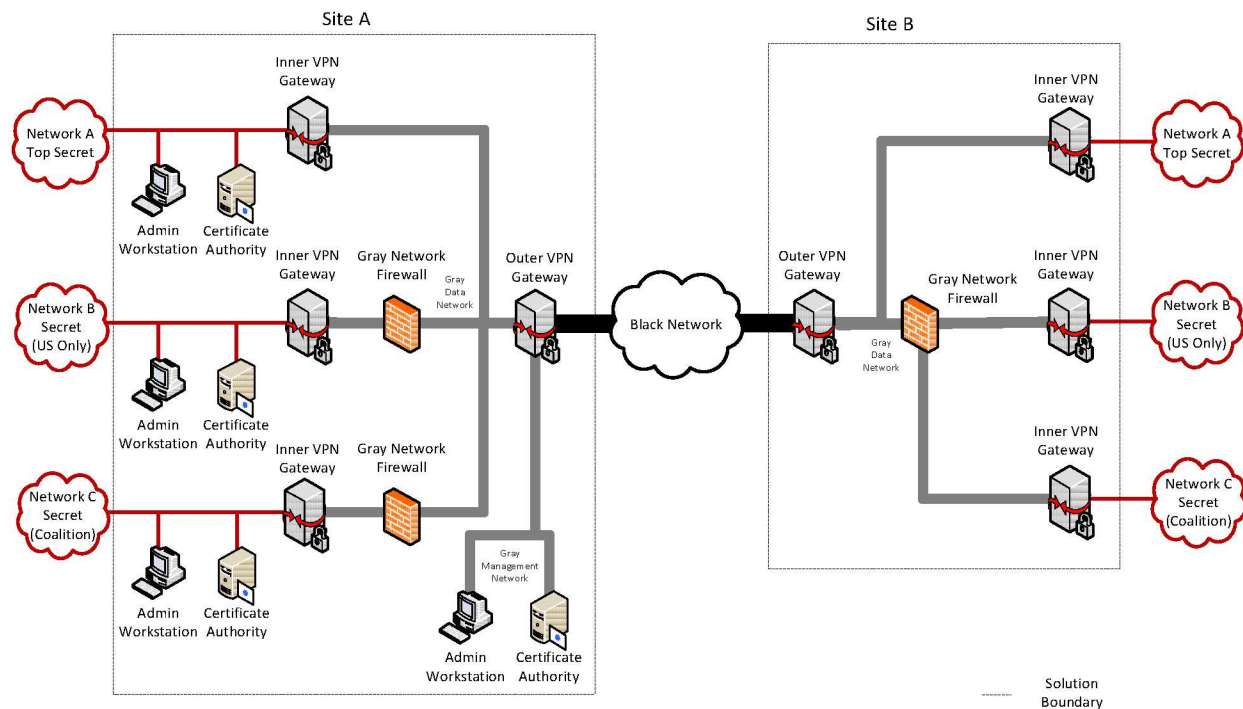 Site A
Site B
Inner VPN
Gateway
Network A
Top Secret
Admin
Workstation
Certificate
Authority
Inner VPN
Gateway
Gray Network
Firewall
Gray
Data
Network
Outer VPN
Gateway
Network B
Secret
(US Only)
Admin
Workstation
Certificate
Authority
Inner VPN
Gateway
Gray Network
Firewall
Network C
Secret
(Coalition)
Admin
Workstation
Certificate
Authority
Gray
Management
Network
Admin
Workstation
Certificate
Authority
Black Network
Inner VPN
Gateway
Network A
Top Secret
Outer VPN
Gateway
Gray Network
Firewall
Inner VPN
Gateway
Gray
Data
Network
Network B
Secret
(US Only)
Inner VPN
Gateway
Network C
Secret
(Coalition)
Solution
Boundary